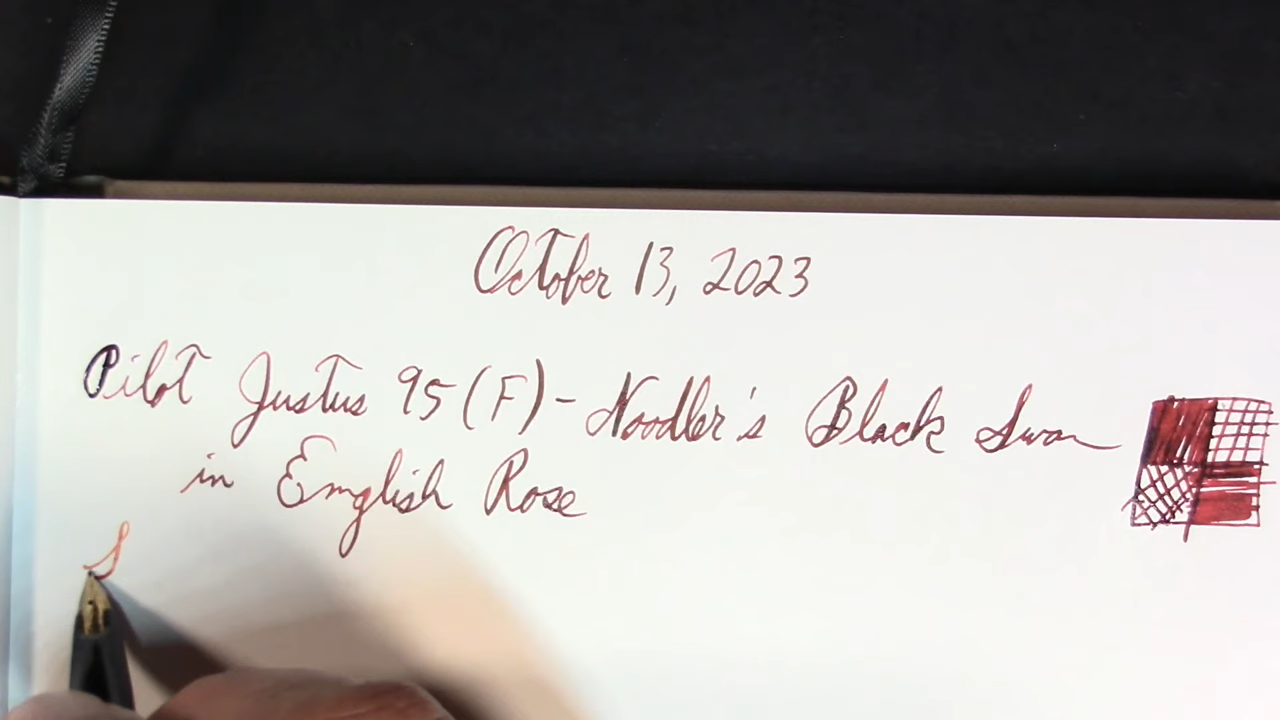 October 13, 2023
Pilot Justus 95 (F) - Noodler's Black Swan
in English Rose
S